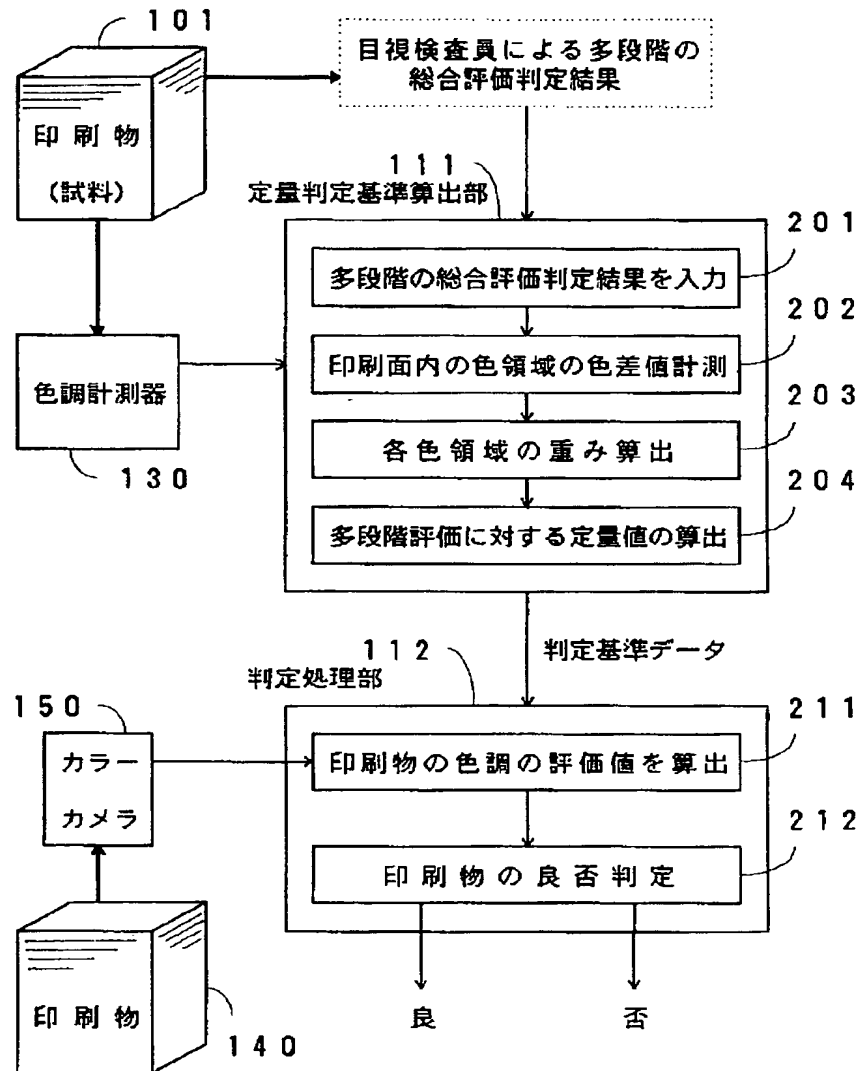 101
目視検査員による多段階の
総合評価判定結果
印刷物
(試料)
111
定量判定基準算出部
201
多段階の総合評価判定結果を入力
202
印刷面内の色領域の色差値計測
色調計測器
203
各色領域の重み算出
130
204
多段階評価に対する定量値の算出
112
判定基準データ
判定処理部
150
211
カラー
カメラ
印刷物の色調の評価値を算出
212
印刷物の良否判定
印刷物
140
良
否